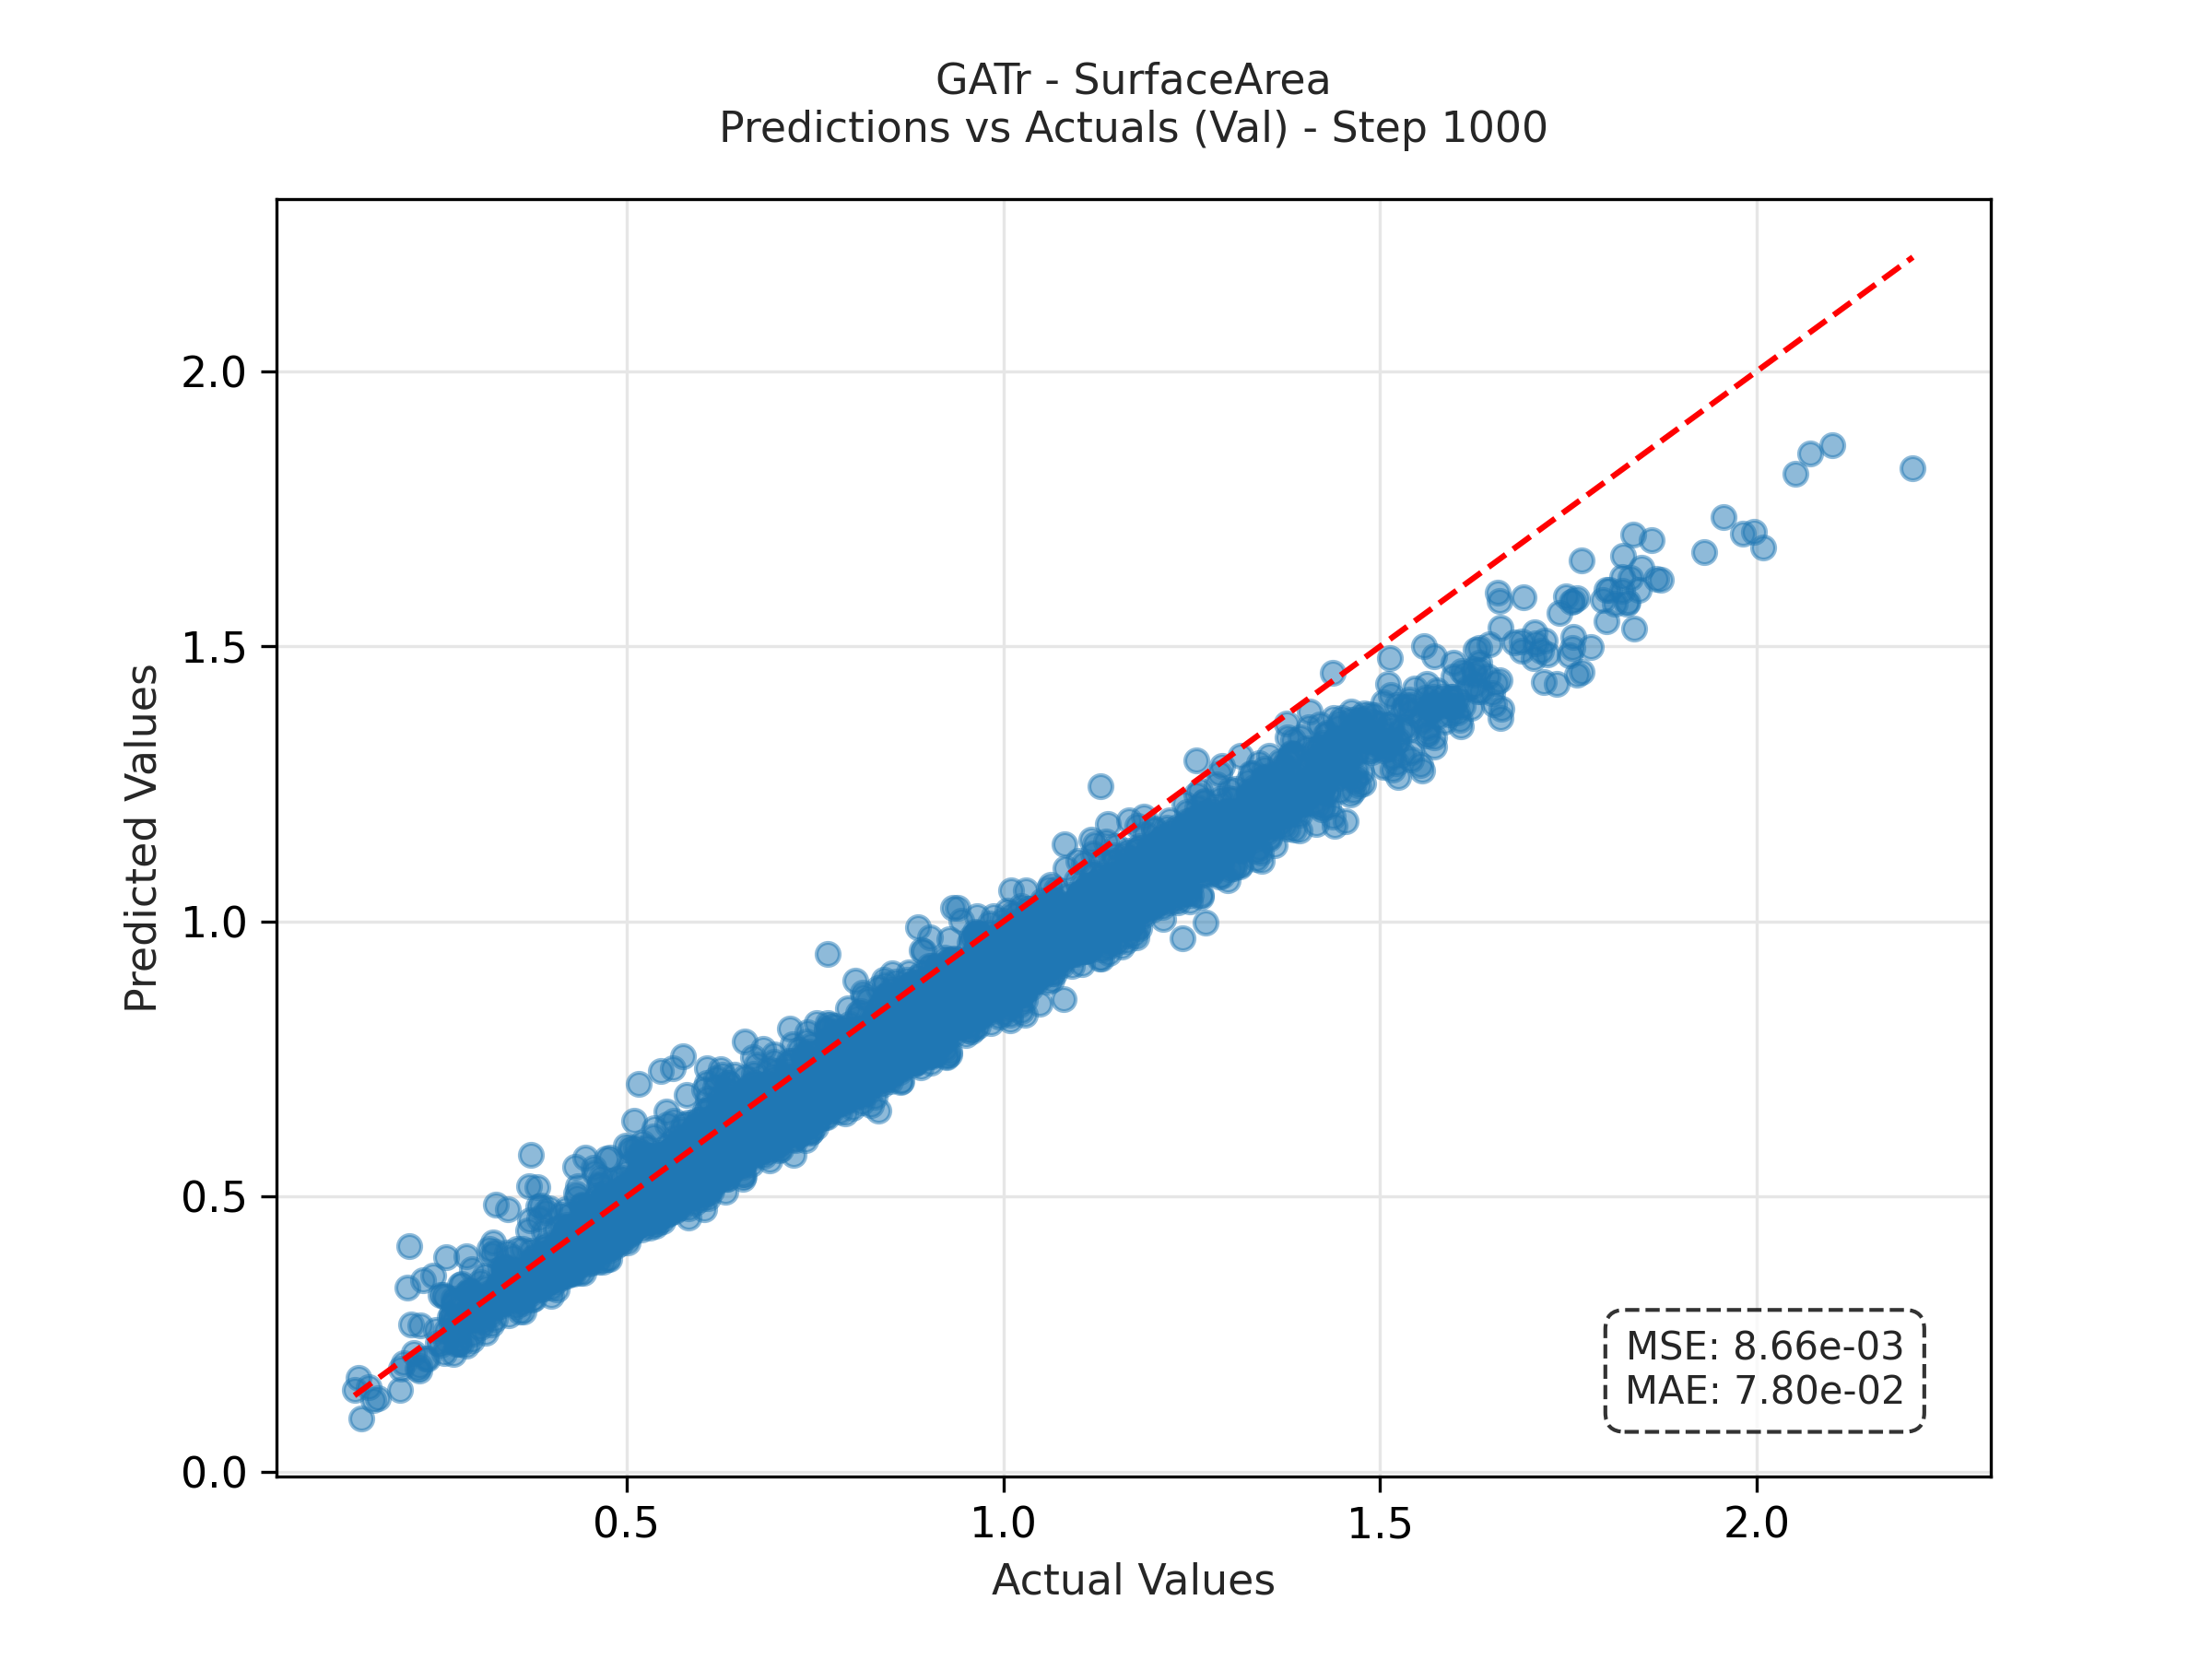 GATr - SurfaceArea
Predictions vs Actuals (Val) - Step 1000
Predicted Values
2.0
1.5
1.0
0.5
0.0
MSE: 8.66e-03
MAE: 7.80e-02
0.5
1.0
1.5
2.0
Actual Values